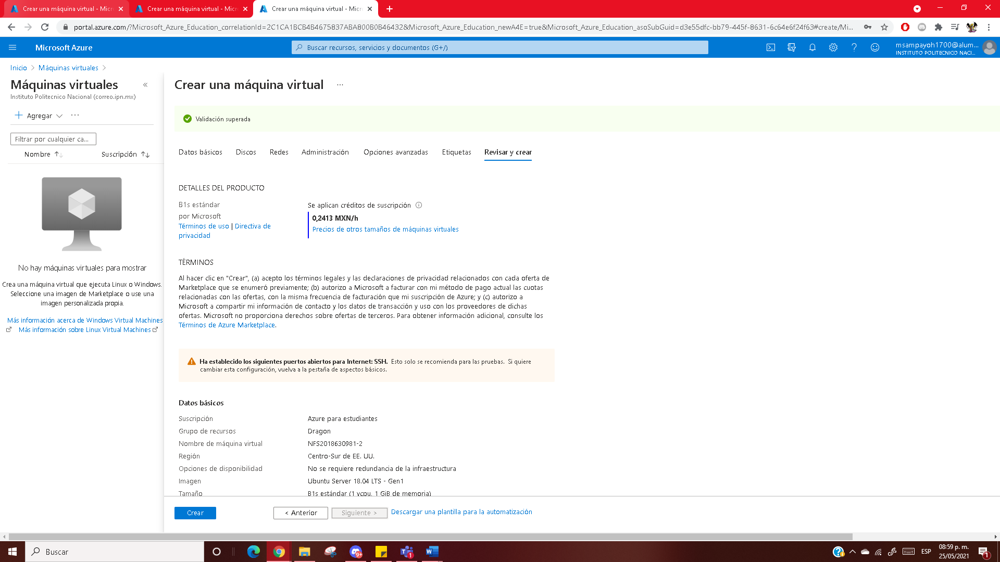 Crear una máquina virtual - Micr
Crear una máquina virtual - Micr
Crear una máquina virtual - Micr
portal.azure.com/?Microsoft_Azure_Education_correlationId=2C1CA1BCB4B4675837ABA800B0B46432&Microsoft_Azure_Education_newA4E=true&Microsoft_Azure_Education_asoSubGuid=d3e55dfc-bb79-445f-8631-6c64e6f24f63#create/Mi...
Microsoft Azure
Buscar recursos, servicios y documentos (G+/)
msampayoh1700@alum...
INSTITUTO POLITECNICO NACI...
Inicio > Máquinas virtuales >
Máquinas virtuales
Instituto Politecnico Nacional (correo.ipn.mx)
Agregar
Filtrar por cualquier ca...
Nombre
Suscripción
No hay máquinas virtuales para mostrar
Crea una máquina virtual que ejecuta Linux o Windows.
Seleccione una imagen de Marketplace o use una
imagen personalizada propia.
Más información acerca de Windows Virtual Machines
Más información sobre Linux Virtual Machines
Crear una máquina virtual
Validación superada
Datos básicos
Discos
Redes
Administración
Opciones avanzadas
Etiquetas
Revisar y crear
DETALLES DEL PRODUCTO
B1s estándar
por Microsoft
Términos de uso | Directiva de
privacidad
Se aplican créditos de suscripción
0,2413 MXN/h
Precios de otros tamaños de máquinas virtuales
TÉRMINOS
Al hacer clic en "Crear", (a) acepto los términos legales y las declaraciones de privacidad relacionados con cada oferta de
Marketplace que se enumeró previamente; (b) autorizo a Microsoft a facturar con mi método de pago actual las cuotas
relacionadas con las ofertas, con la misma frecuencia de facturación que mi suscripción de Azure; y (c) autorizo a
Microsoft a compartir mi información de contacto y los datos de transacción y uso con los proveedores de dichas
ofertas. Microsoft no proporciona derechos sobre ofertas de terceros. Para obtener información adicional, consulte los
Términos de Azure Marketplace.
Ha establecido los siguientes puertos abiertos para Internet: SSH. Esto solo se recomienda para las pruebas. Si quiere
cambiar esta configuración, vuelva a la pestaña de aspectos básicos.
Datos básicos
Suscripción
Azure para estudiantes
Grupo de recursos
Dragon
Nombre de máquina virtual
NFS2018630981-2
Región
Centro-Sur de EE. UU.
Opciones de disponibilidad
No se requiere redundancia de la infraestructura
Imagen
Ubuntu Server 18.04 LTS - Gen1
Tamaño
B1s estándar (1 vcpu, 1 GiB de memoria)
Crear
< Anterior
Siguiente >
Descargar una plantilla para la automatización
Buscar
9+
1
ESP
08:59 p. m.
25/05/2021
1